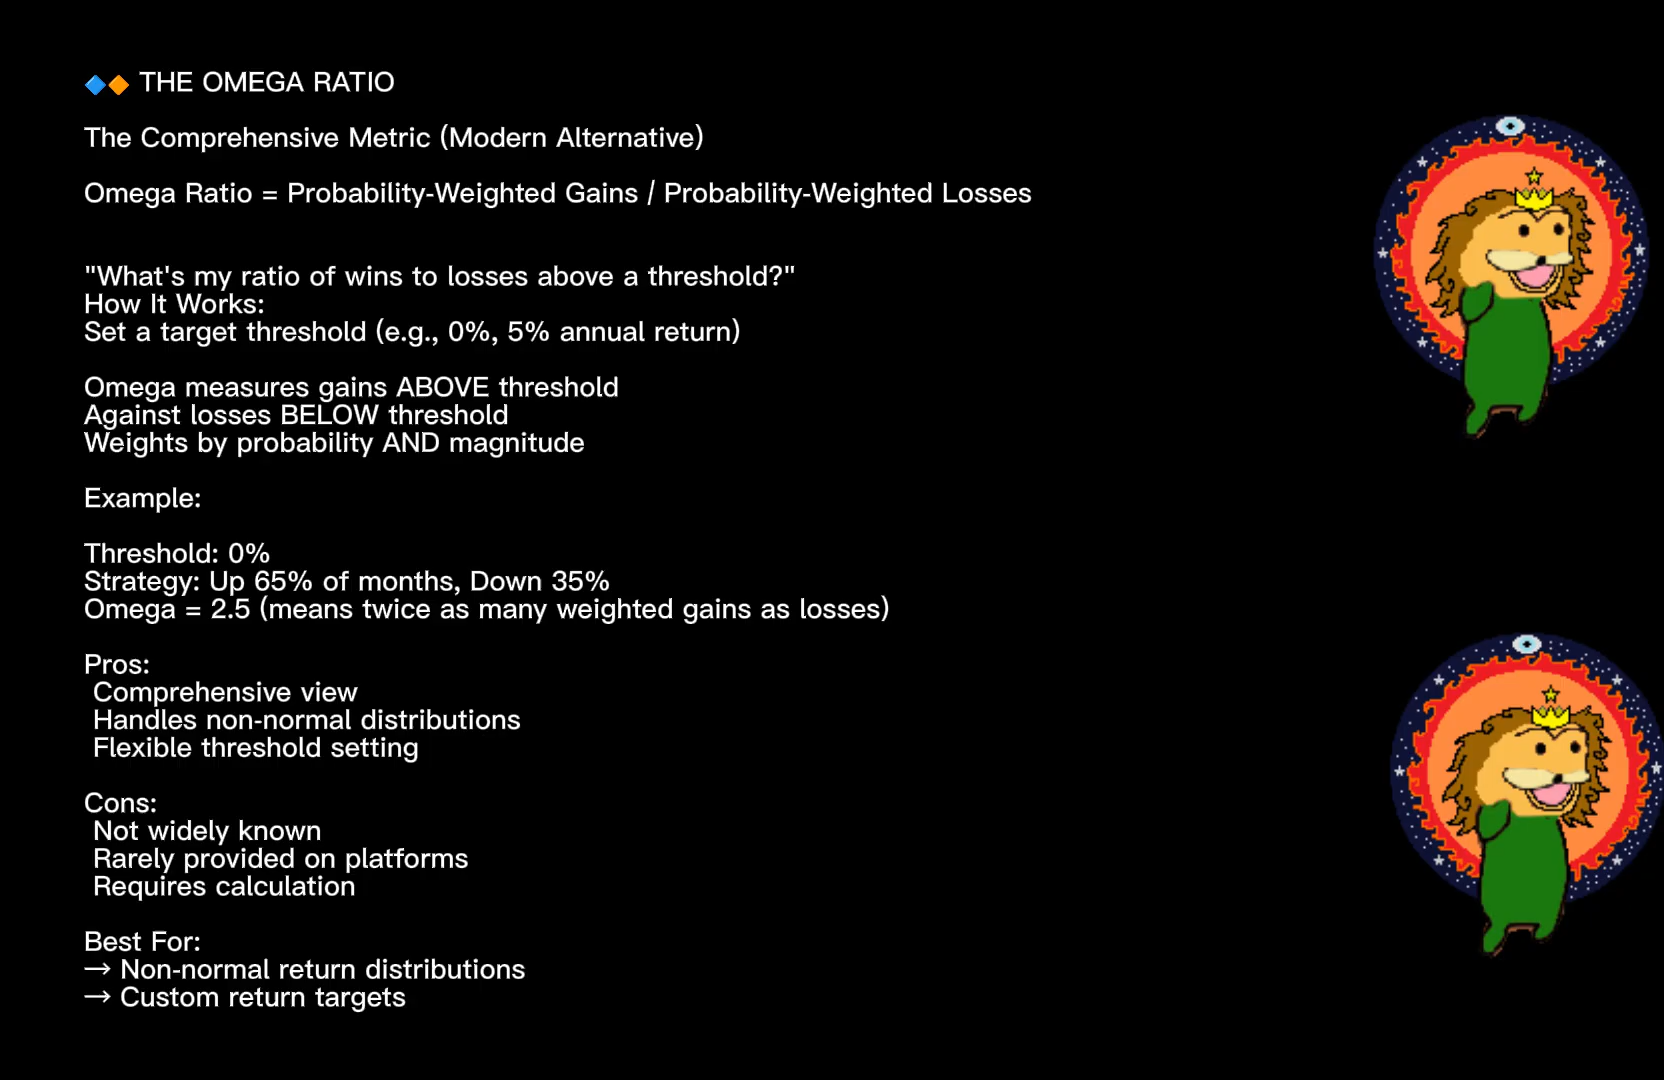 🔷🔶 THE OMEGA RATIO
The Comprehensive Metric (Modern Alternative)
Omega Ratio = Probability-Weighted Gains / Probability-Weighted Losses
"What's my ratio of wins to losses above a threshold?"
How It Works:
Set a target threshold (e.g., 0%, 5% annual return)
Omega measures gains ABOVE threshold
Against losses BELOW threshold
Weights by probability AND magnitude
Example:
Threshold: 0%
Strategy: Up 65% of months, Down 35%
Omega = 2.5 (means twice as many weighted gains as losses)
Pros:
Comprehensive view
Handles non-normal distributions
Flexible threshold setting
Cons:
Not widely known
Rarely provided on platforms
Requires calculation
Best For:
→ Non-normal return distributions
→ Custom return targets